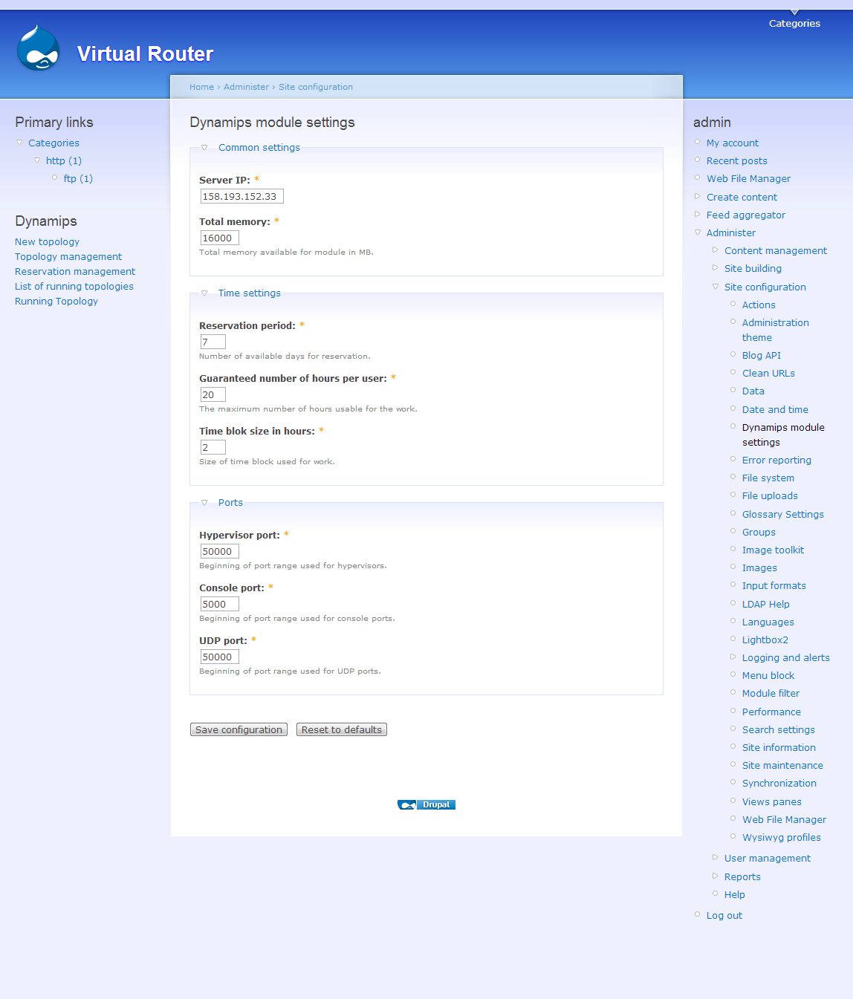 Categories
Virtual Router
Home › Administer › Site configuration
Primary links
Categories
http (1)
ftp (1)
Dynamips
New topology
Topology management
Reservation management
List of running topologies
Running Topology
Dynamips module settings
Common settings
Server IP: *
158.193.152.33
Total memory: *
16000
Total memory available for module in MB.
Time settings
Reservation period: *
7
Number of available days for reservation.
Guaranteed number of hours per user: *
20
The maximum number of hours usable for the work.
Time blok size in hours: *
2
Size of time block used for work.
Ports
Hypervisor port: *
50000
Beginning of port range used for hypervisors.
Console port: *
5000
Beginning of port range used for console ports.
UDP port: *
50000
Beginning of port range used for UDP ports.
Save configuration Reset to defaults
Drupal
admin
My account
Recent posts
Web File Manager
Create content
Feed aggregator
Administer
Content management
Site building
Site configuration
Actions
Administration
theme
Blog API
Clean URLs
Data
Date and time
Dynamips module
settings
Error reporting
File system
File uploads
Glossary Settings
Groups
Image toolkit
Images
Input formats
LDAP Help
Languages
Lightbox2
Logging and alerts
Menu block
Module filter
Performance
Search settings
Site information
Site maintenance
Synchronization
Views panes
Web File Manager
Wysiwyg profiles
User management
Reports
Help
Log out